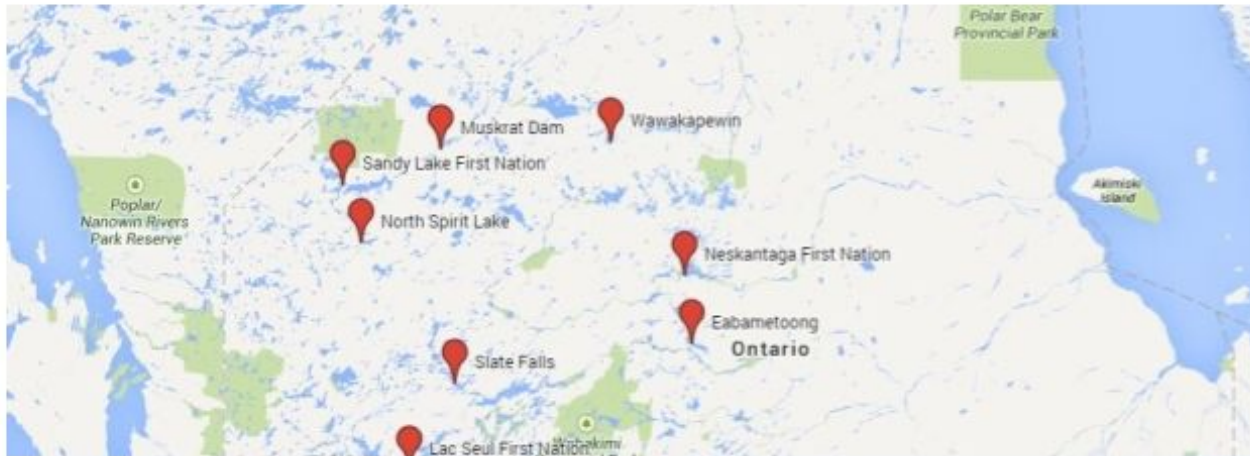 Polar Bear
Provincial Park
Muskrat Dam
Wawakapewin
Sandy Lake First Nation
Akimiski
Island
Poplar/
Nanowin Rivers
Park Reserve
North Spirit Lake
Neskantaga First Nation
Eabametoong
Ontario
Slate Falls
Lac Seul First Nation
Wabakimi